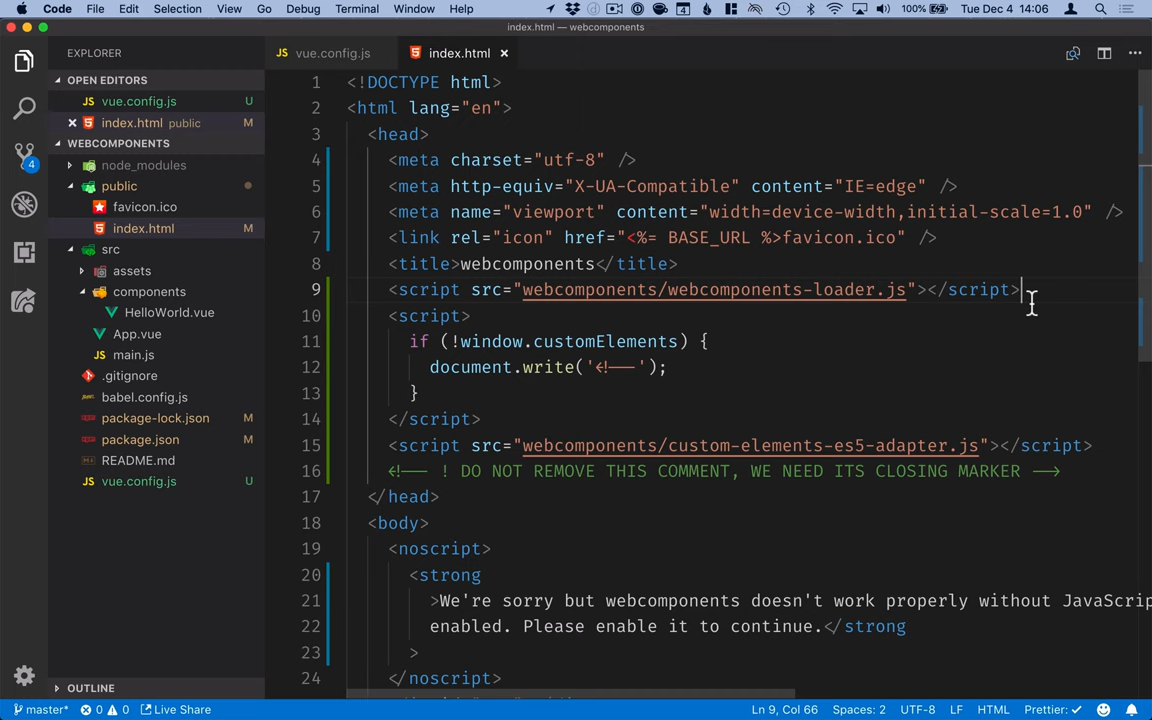 Code File Edit Selection View Go Debug Terminal Window Help 4 100% Tue Dec 4 14:06
index.html — webcomponents
EXPLORER
JS vue.config.js
index.html
OPEN EDITORS
JS vue.config.js U
index.html public M
WEBCOMPONENTS
node_modules
public
favicon.ico
index.html M
src
assets
components
HelloWorld.vue
App.vue
main.js
.gitignore
babel.config.js
package-lock.json M
package.json M
README.md
vue.config.js U
OUTLINE
4
1 <!DOCTYPE html>
2 <html lang="en">
3 <head>
4 <meta charset="utf-8" />
5 <meta http-equiv="X-UA-Compatible" content="IE=edge" />
6 <meta name="viewport" content="width=device-width,initial-scale=1.0" />
7 <link rel="icon" href="<%= BASE_URL %>favicon.ico" />
8 <title>webcomponents</title>
9 <script src="webcomponents/webcomponents-loader.js"></script>
10 <script>
11 if (!window.customElements) {
12 document.write('<!--');
13 }
14 </script>
15 <script src="webcomponents/custom-elements-es5-adapter.js"></script>
16 <!-- ! DO NOT REMOVE THIS COMMENT, WE NEED ITS CLOSING MARKER -->
17 </head>
18 <body>
19 <noscript>
20 <strong
21 >We're sorry but webcomponents doesn't work properly without JavaScrip
22 enabled. Please enable it to continue.</strong
23 >
24 </noscript>
master* 0 0 Live Share Ln 9, Col 66 Spaces: 2 UTF-8 LF HTML Prettier: ✓